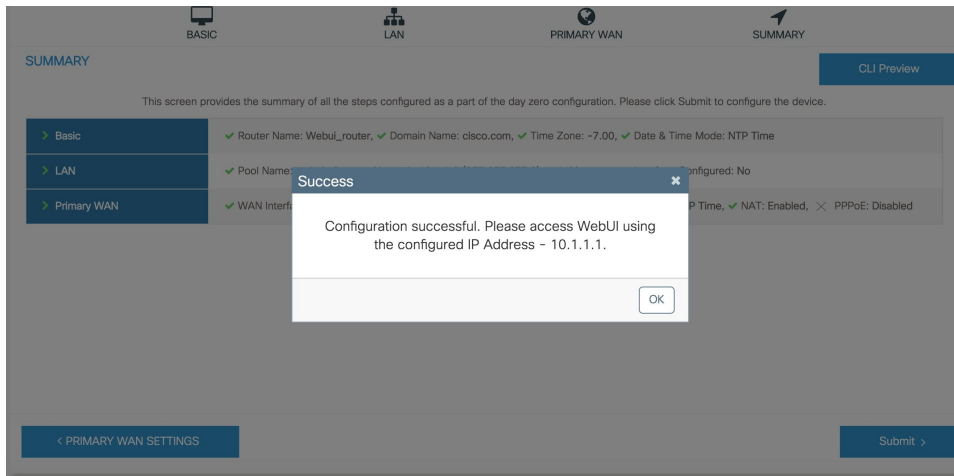 BASIC
LAN
PRIMARY WAN
SUMMARY
SUMMARY
CLI Preview
This screen provides the summary of all the steps configured as a part of the day zero configuration. Please click Submit to configure the device.
> Basic
Router Name: Webui_router, Domain Name: cisco.com, Time Zone: -7.00, Date & Time Mode: NTP Time
> LAN
Pool Name: onfigured: No
> Primary WAN
WAN Interf P Time, NAT: Enabled, PPPoE: Disabled
Success
Configuration successful. Please access WebUI using
the configured IP Address - 10.1.1.1.
OK
< PRIMARY WAN SETTINGS
Submit >